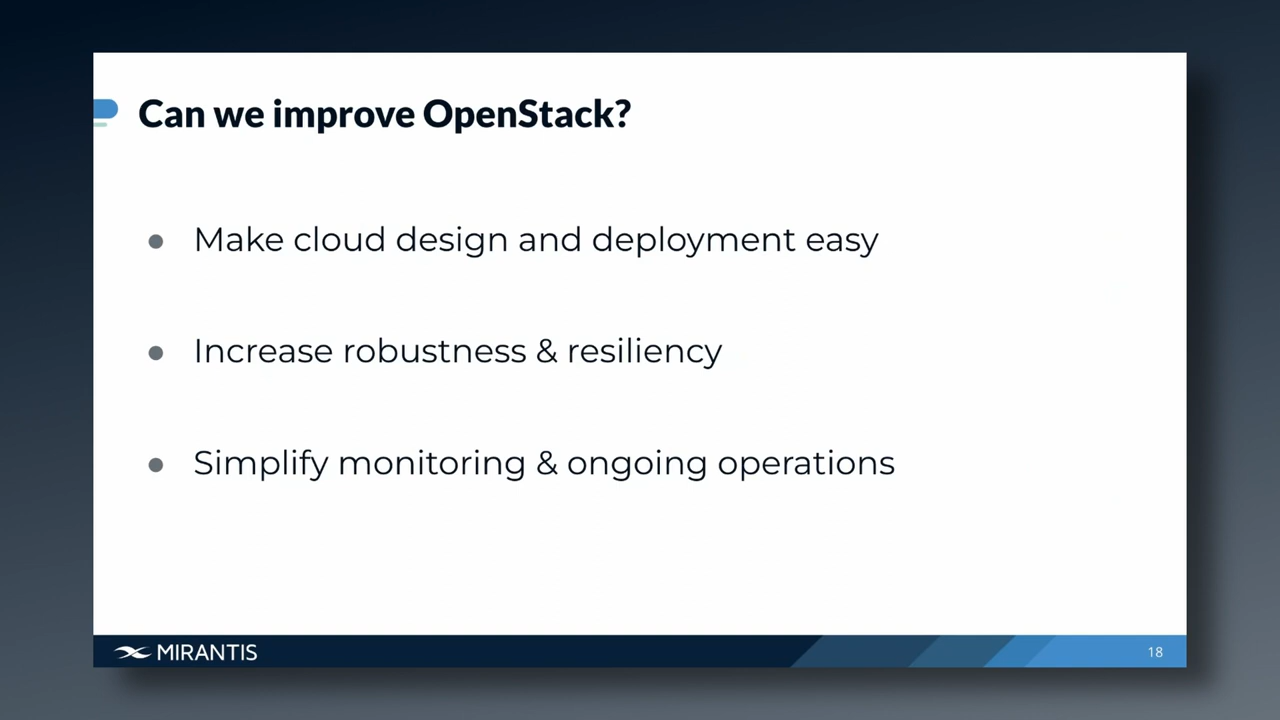 Can we improve OpenStack?
● Make cloud design and deployment easy
● Increase robustness & resiliency
● Simplify monitoring & ongoing operations
MIRANTIS
18